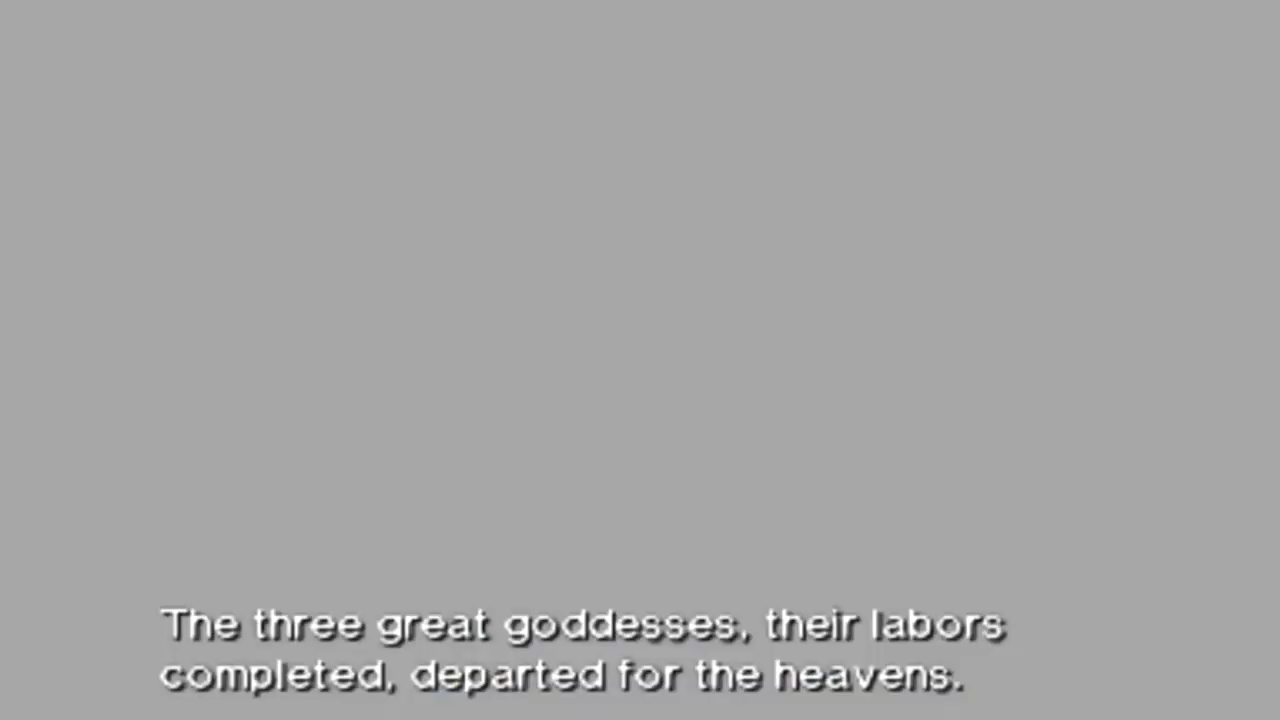 The three great goddesses, their labors
completed, departed for the heavens.